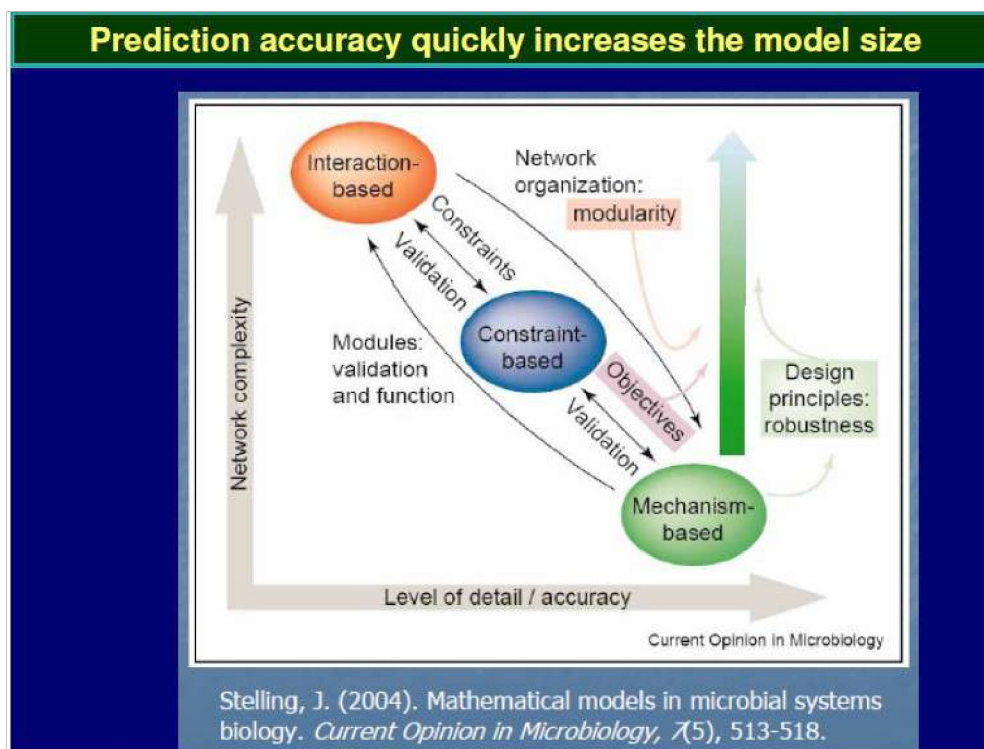 Prediction accuracy quickly increases the model size
Interaction-
based
Network
organization:
modularity
Constraints
Validation
Constraint-
based
Modules:
validation
and function
Objectives
Validation
Design
principles:
robustness
Mechanism-
based
Network complexity
Level of detail / accuracy
Current Opinion in Microbiology
Stelling, J. (2004). Mathematical models in microbial systems
biology. Current Opinion in Microbiology, 7(5), 513-518.